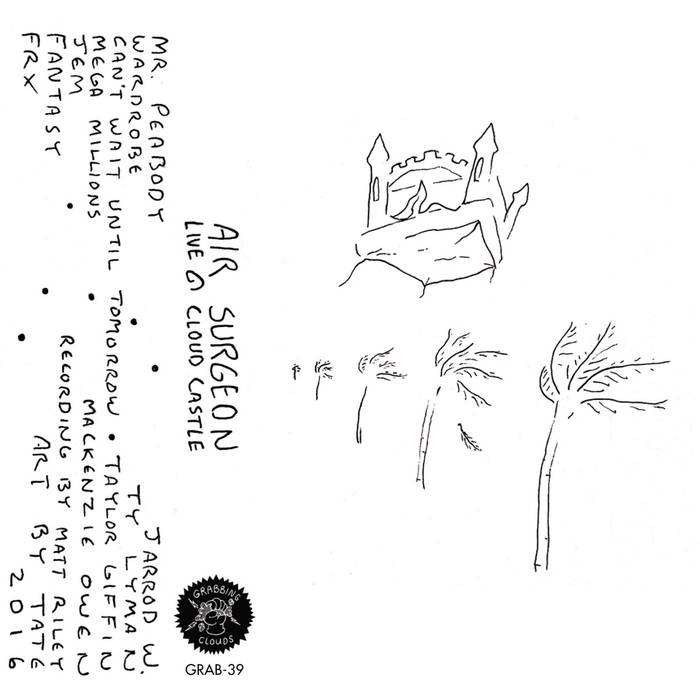 AIR SURGEON
LIVE @ CLOUD CASTLE
MR. PEABODY • JARROD W.
WARDROBE • TY LYMAN
CAN'T WAIT UNTIL TOMORROW • TAYLOR GIFFIN
MEGA MILLIONS • MACKENZIE OWEN
JEM • RECORDING BY MATT RILEY
FANTASY • ART BY TATE
FRX • 2016
GRABBING
CLOUDS
GRAB-39